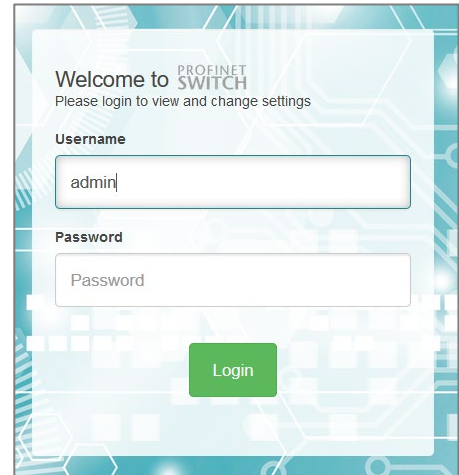 Welcome to PROFINET SWITCH
Please login to view and change settings
Username
admin
Password
Password
Login